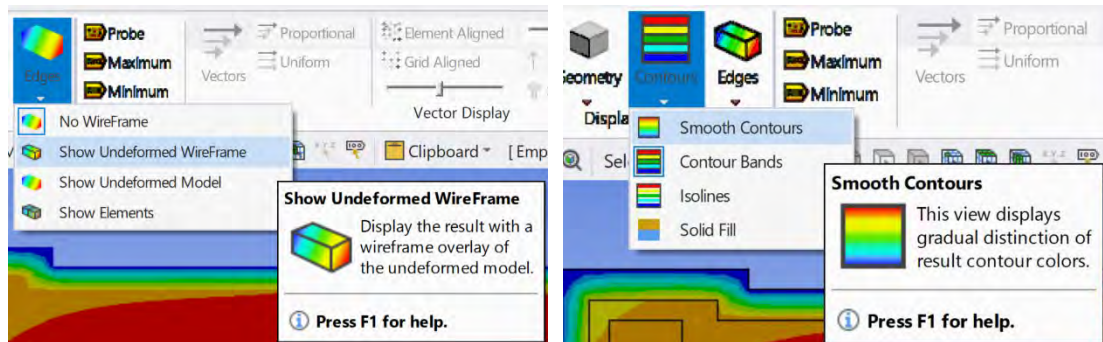 Edges
Probe
Maximum
Minimum
Vectors
Proportional
Uniform
Element Aligned
Grid Aligned
Vector Display
No WireFrame
Show Undeformed WireFrame
Show Undeformed Model
Show Elements
Clipboard
[Emp
Show Undeformed WireFrame
Display the result with a
wireframe overlay of
the undeformed model.
Press F1 for help.
Geometry
Contours
Edges
Probe
Maximum
Minimum
Vectors
Proportional
Uniform
Displa
Sele
Smooth Contours
Contour Bands
Isolines
Solid Fill
Smooth Contours
This view displays
gradual distinction of
result contour colors.
Press F1 for help.